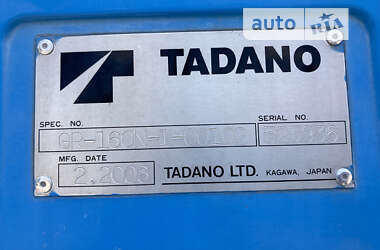 auto RIA
TADANO
SPEC. NO. SERIAL NO.
MFG. DATE
2.2008
TADANO LTD. KAGAWA, JAPAN